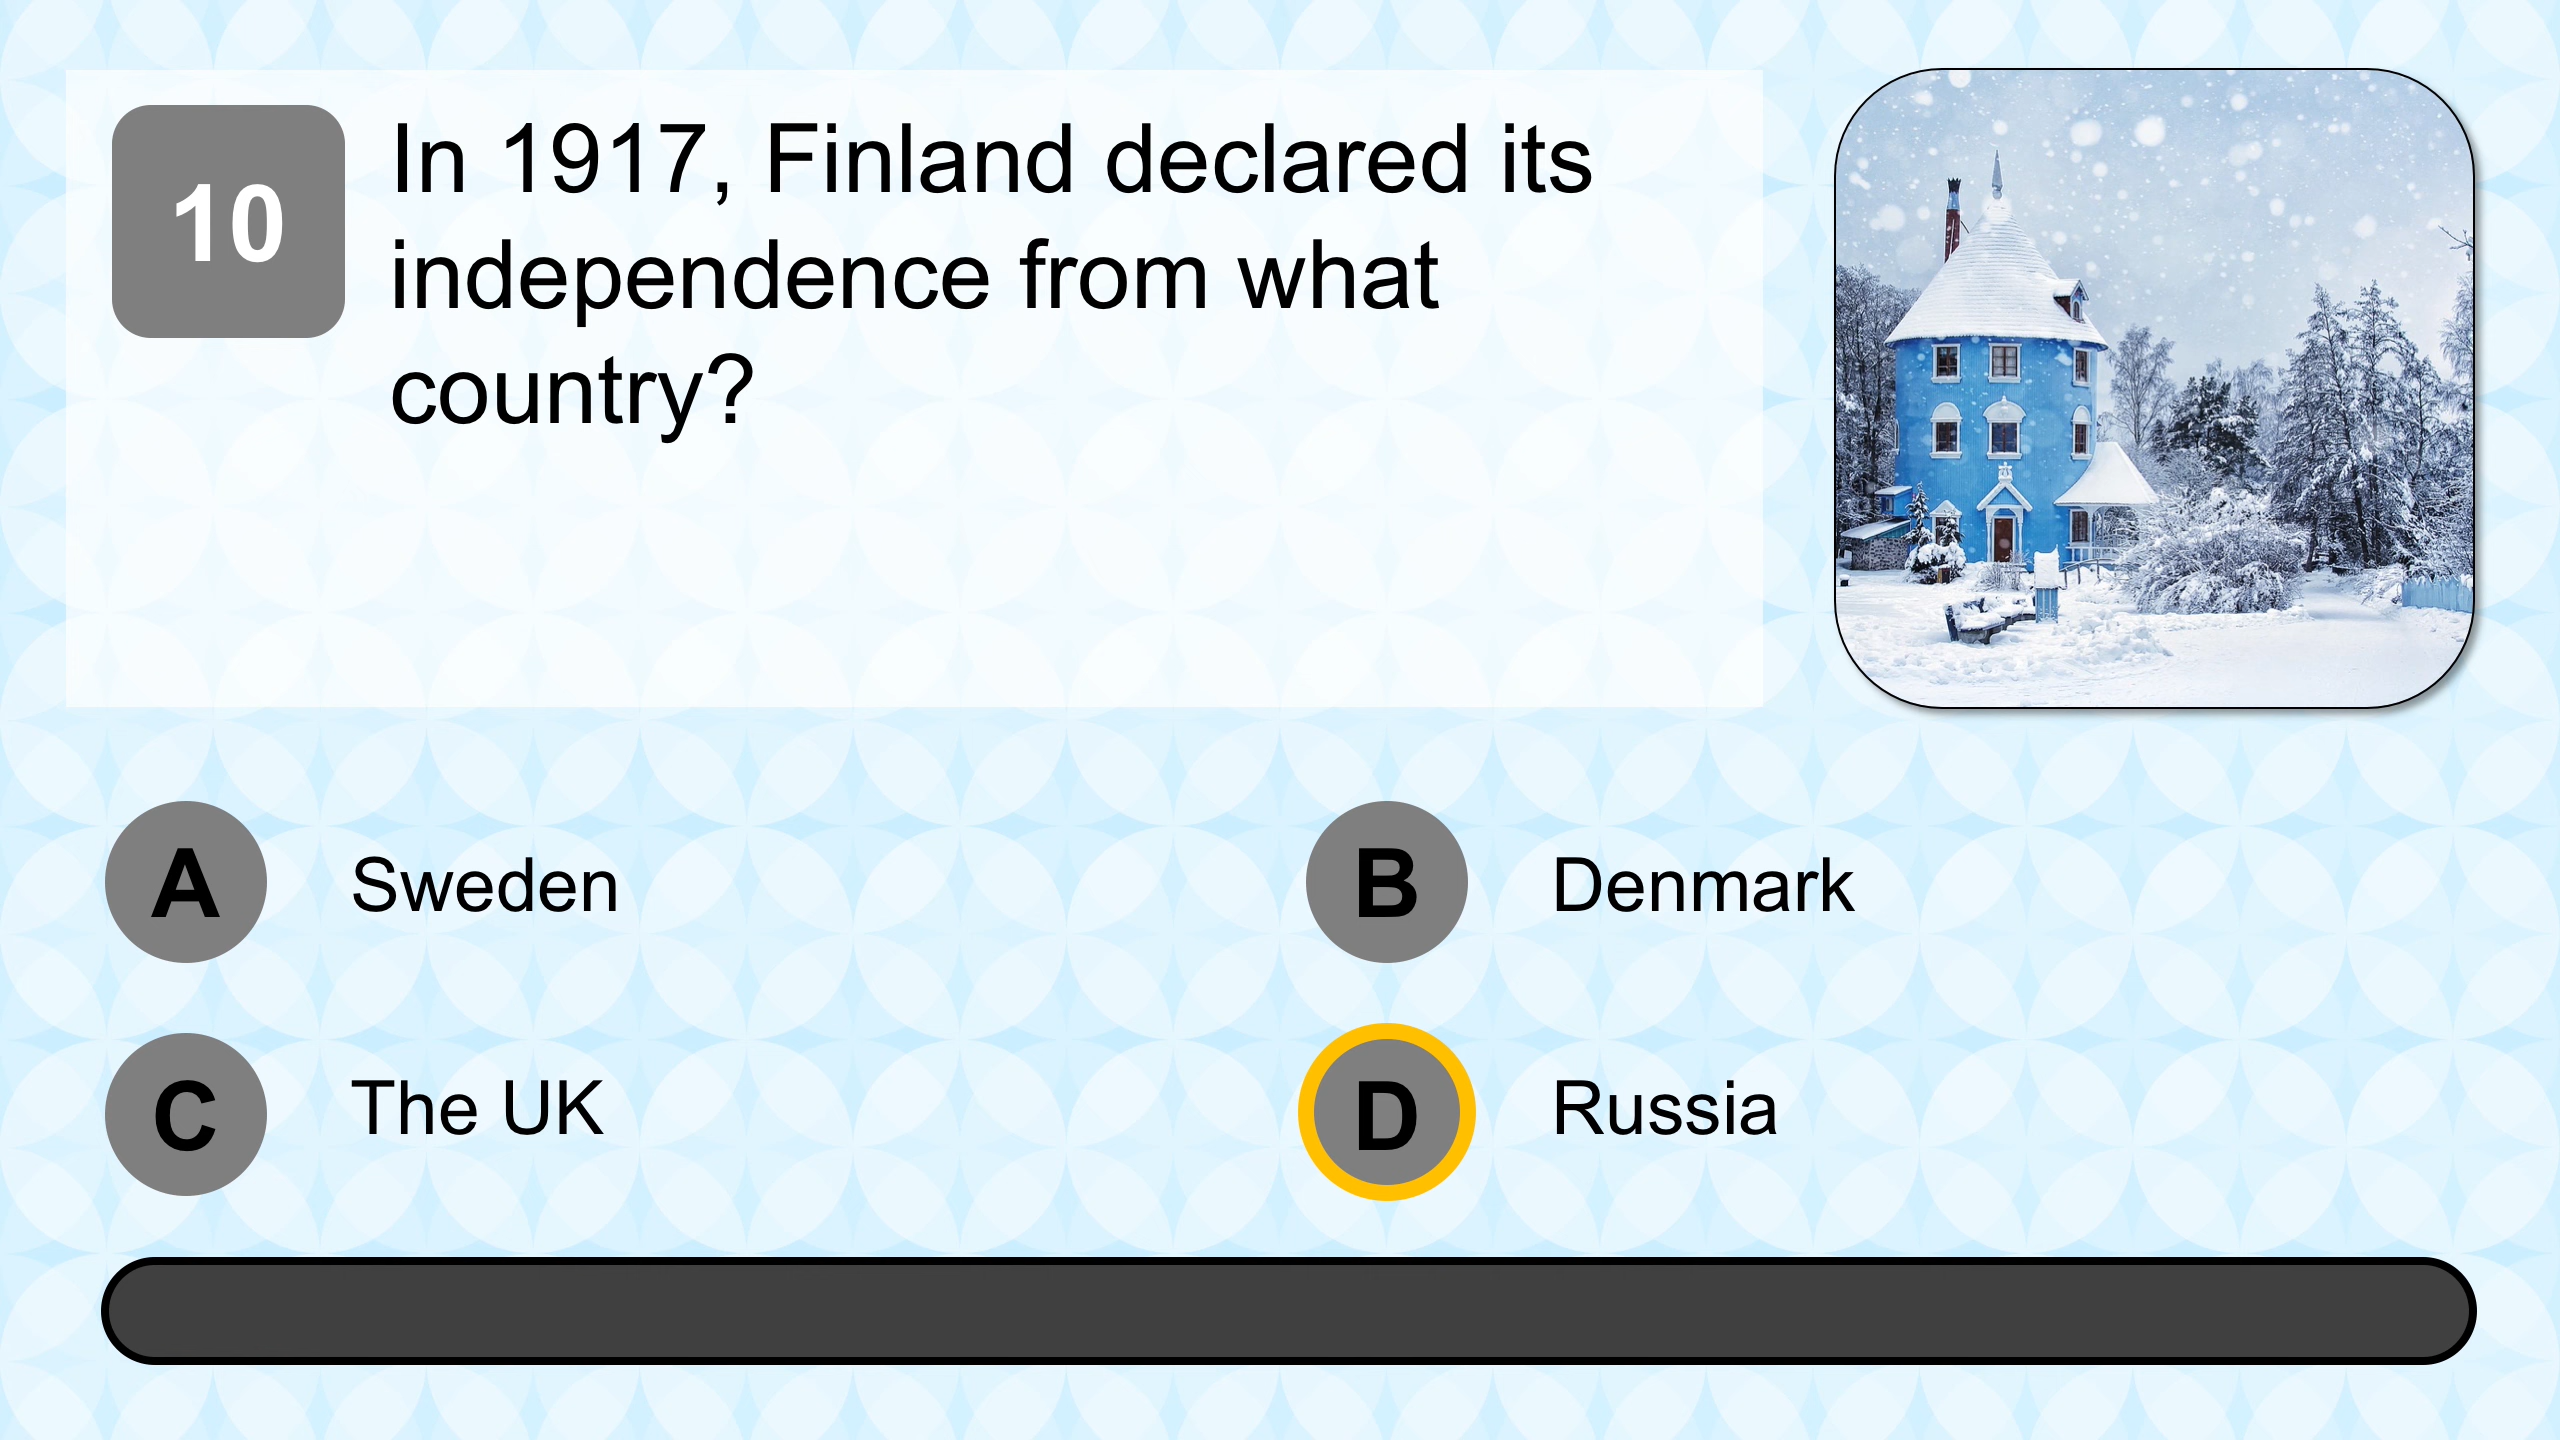 10
In 1917, Finland declared its
independence from what
country?
A Sweden
B Denmark
C The UK
D Russia